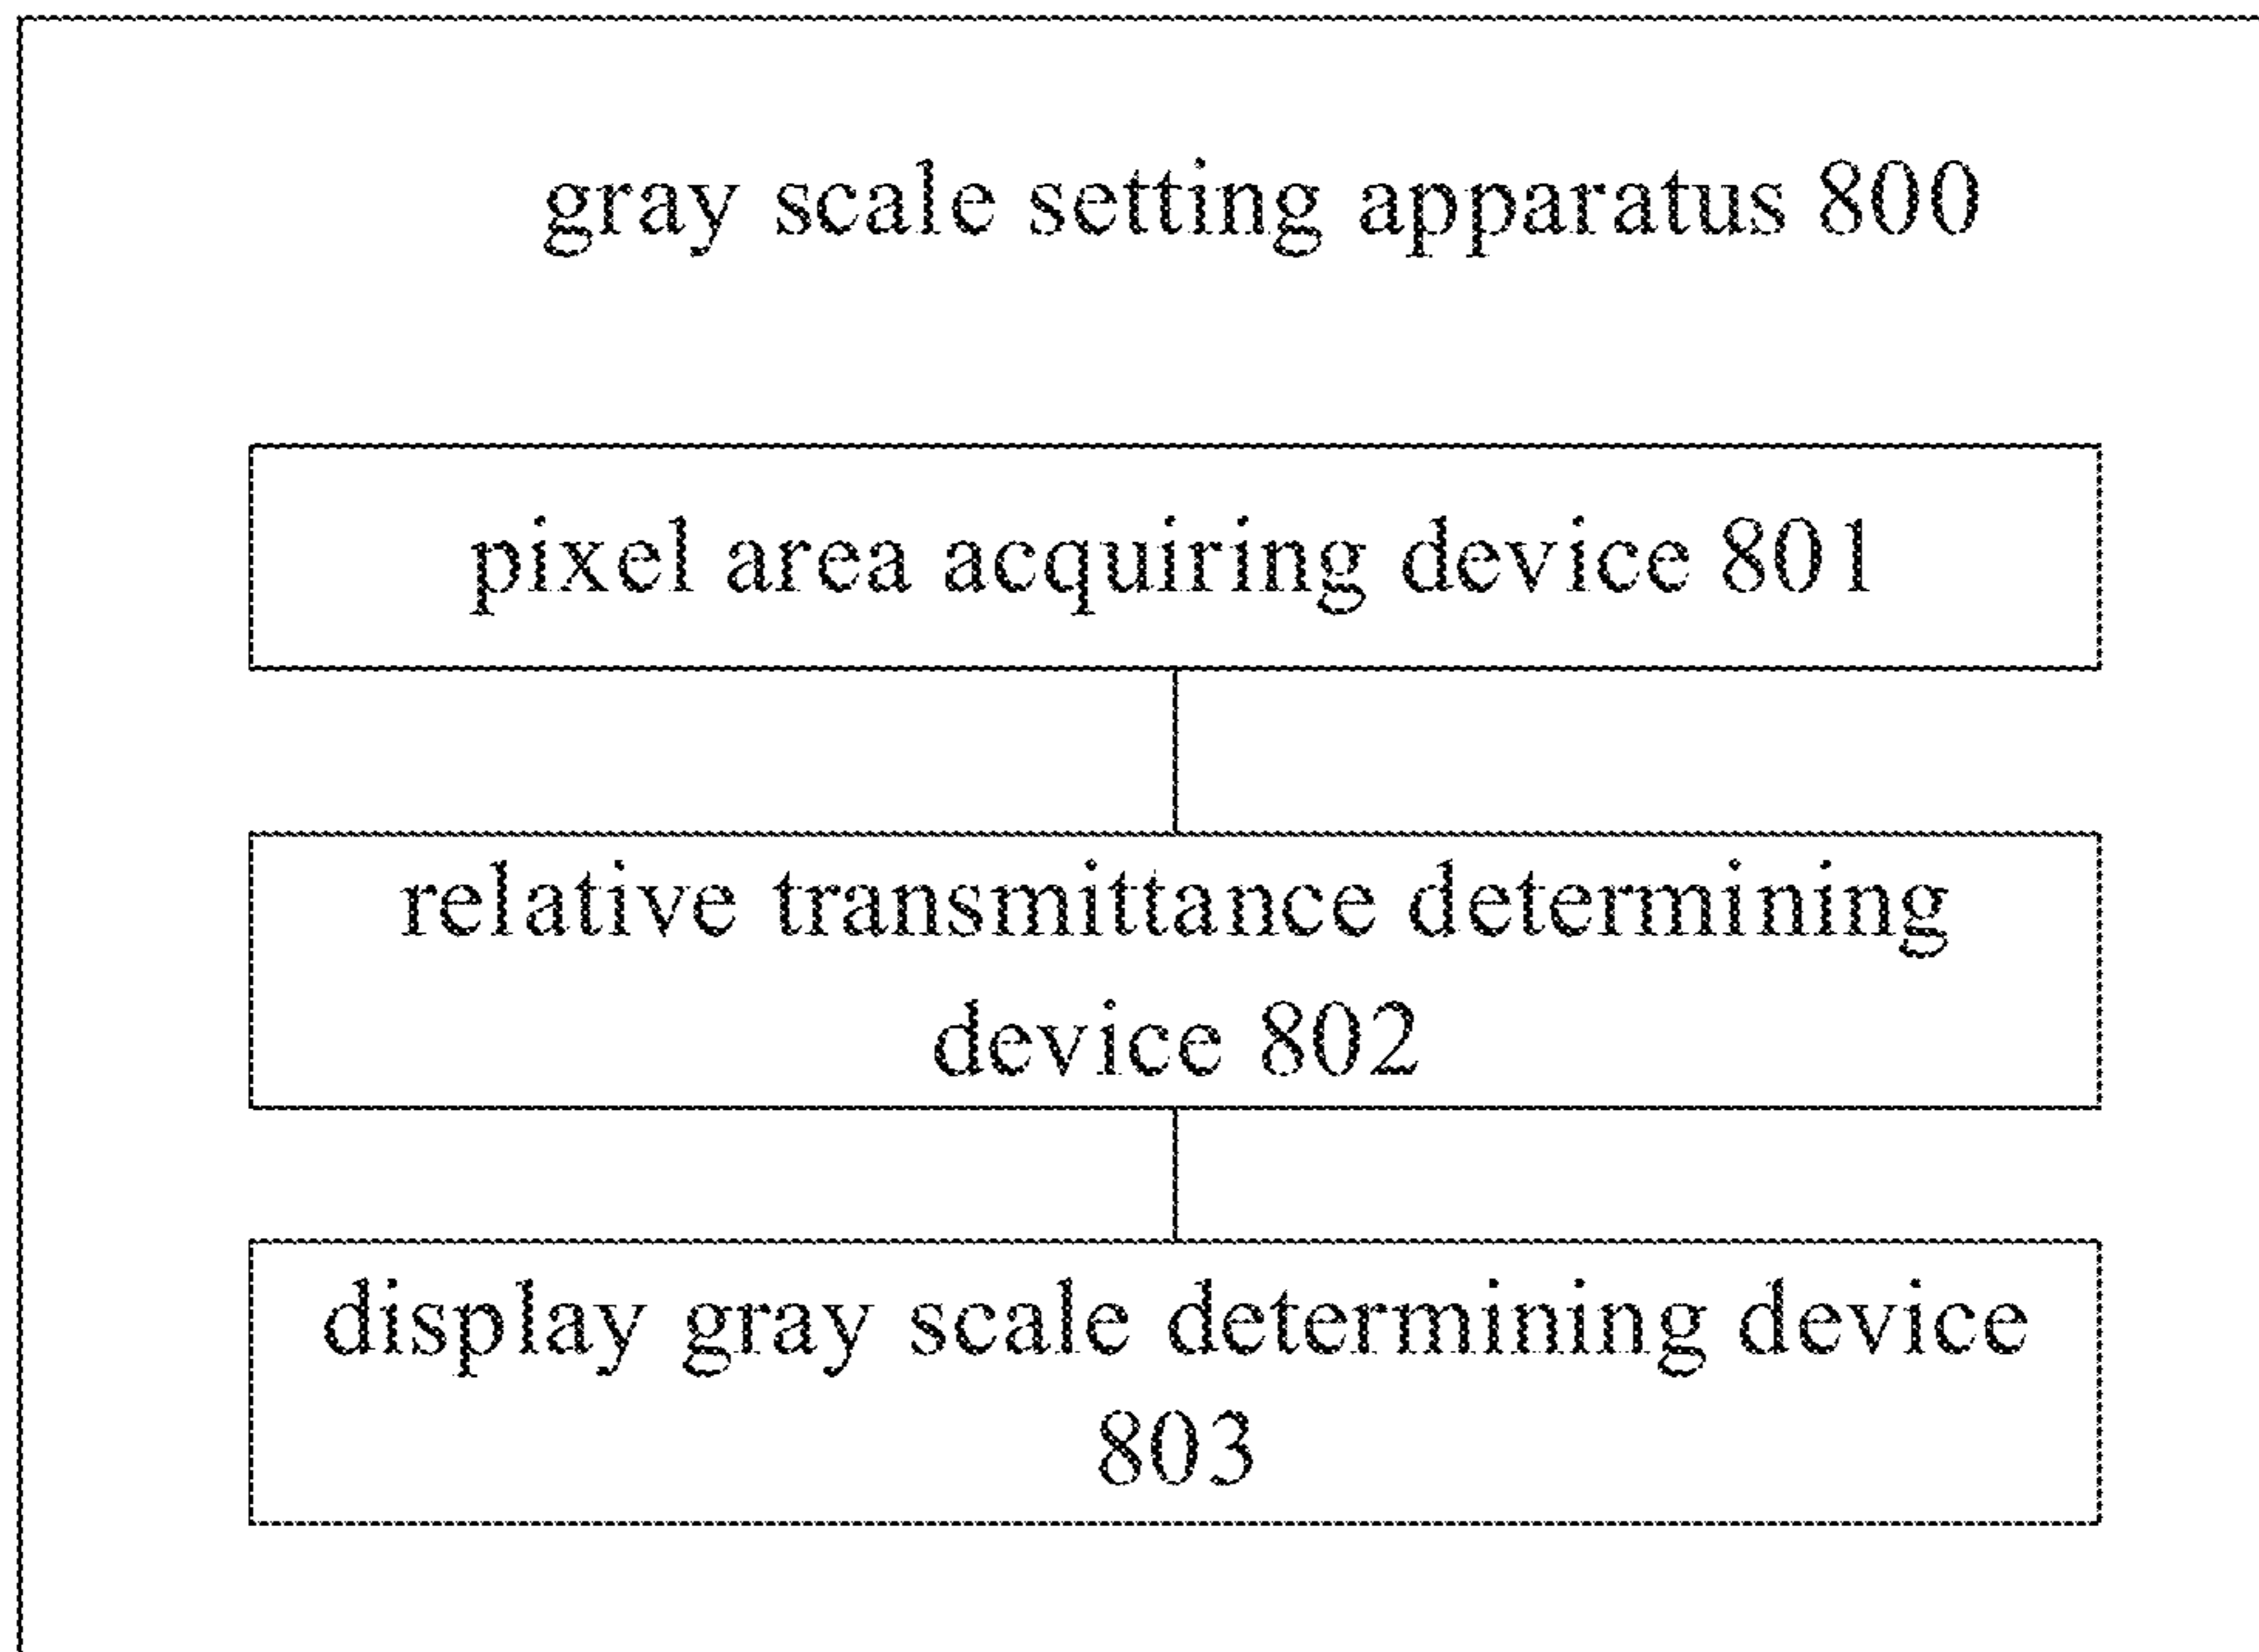 gray scale setting apparatus 800
pixel area acquiring device 801
relative transmittance determining
device 802
display gray scale determining device
803